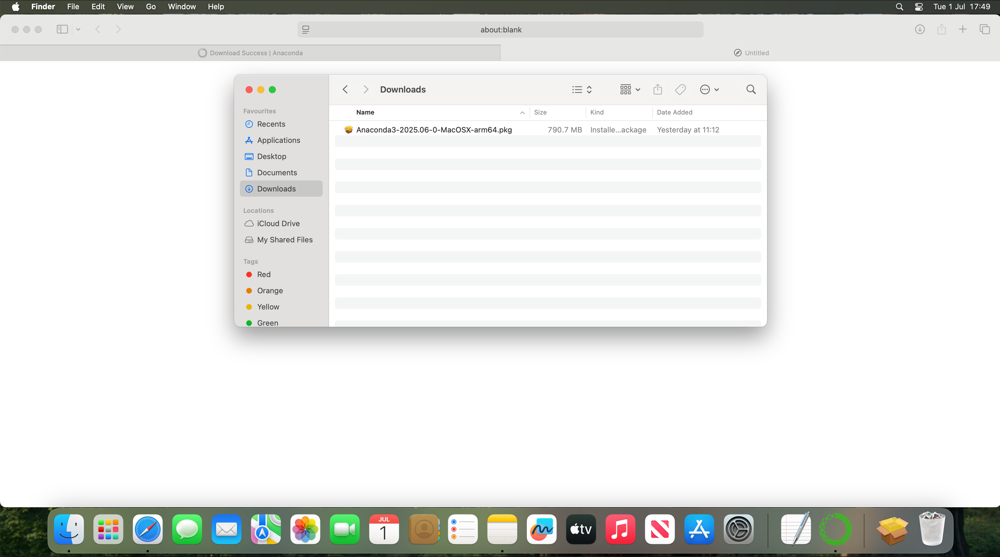 Finder File Edit View Go Window Help Tue 1 Jul 17:49
about:blank
Download Success | Anaconda
Untitled
Downloads
Favourites
Recents
Applications
Desktop
Documents
Downloads
Locations
iCloud Drive
My Shared Files
Tags
Red
Orange
Yellow
Green
Name Size Kind Date Added
Anaconda3-2025.06-0-MacOSX-arm64.pkg 790.7 MB Installe...ackage Yesterday at 11:12
JUL
1
tv